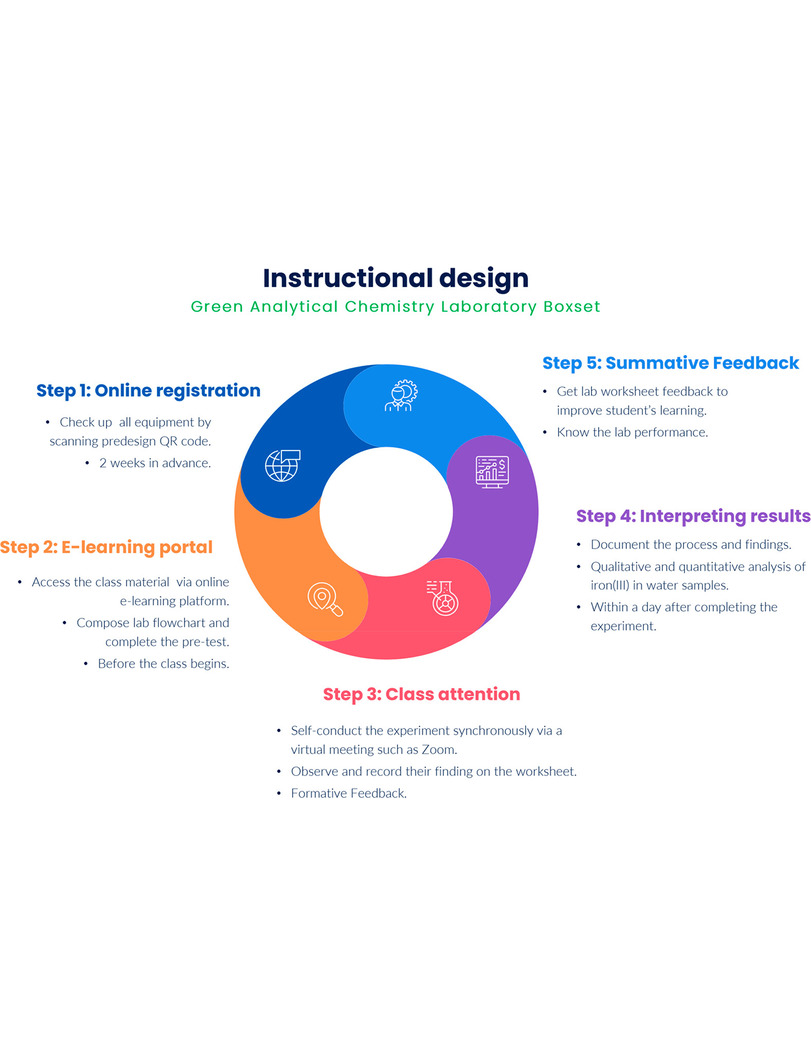 Instructional design
Green Analytical Chemistry Laboratory Boxset
Step 1: Online registration
• Check up all equipment by
scanning predesign QR code.
• 2 weeks in advance.
Step 2: E-learning portal
• Access the class material via online
e-learning platform.
• Compose lab flowchart and
complete the pre-test.
• Before the class begins.
Step 3: Class attention
• Self-conduct the experiment synchronously via a
virtual meeting such as Zoom.
• Observe and record their finding on the worksheet.
• Formative Feedback.
Step 4: Interpreting results
• Document the process and findings.
• Qualitative and quantitative analysis of
iron(III) in water samples.
• Within a day after completing the
experiment.
Step 5: Summative Feedback
• Get lab worksheet feedback to
improve student’s learning.
• Know the lab performance.